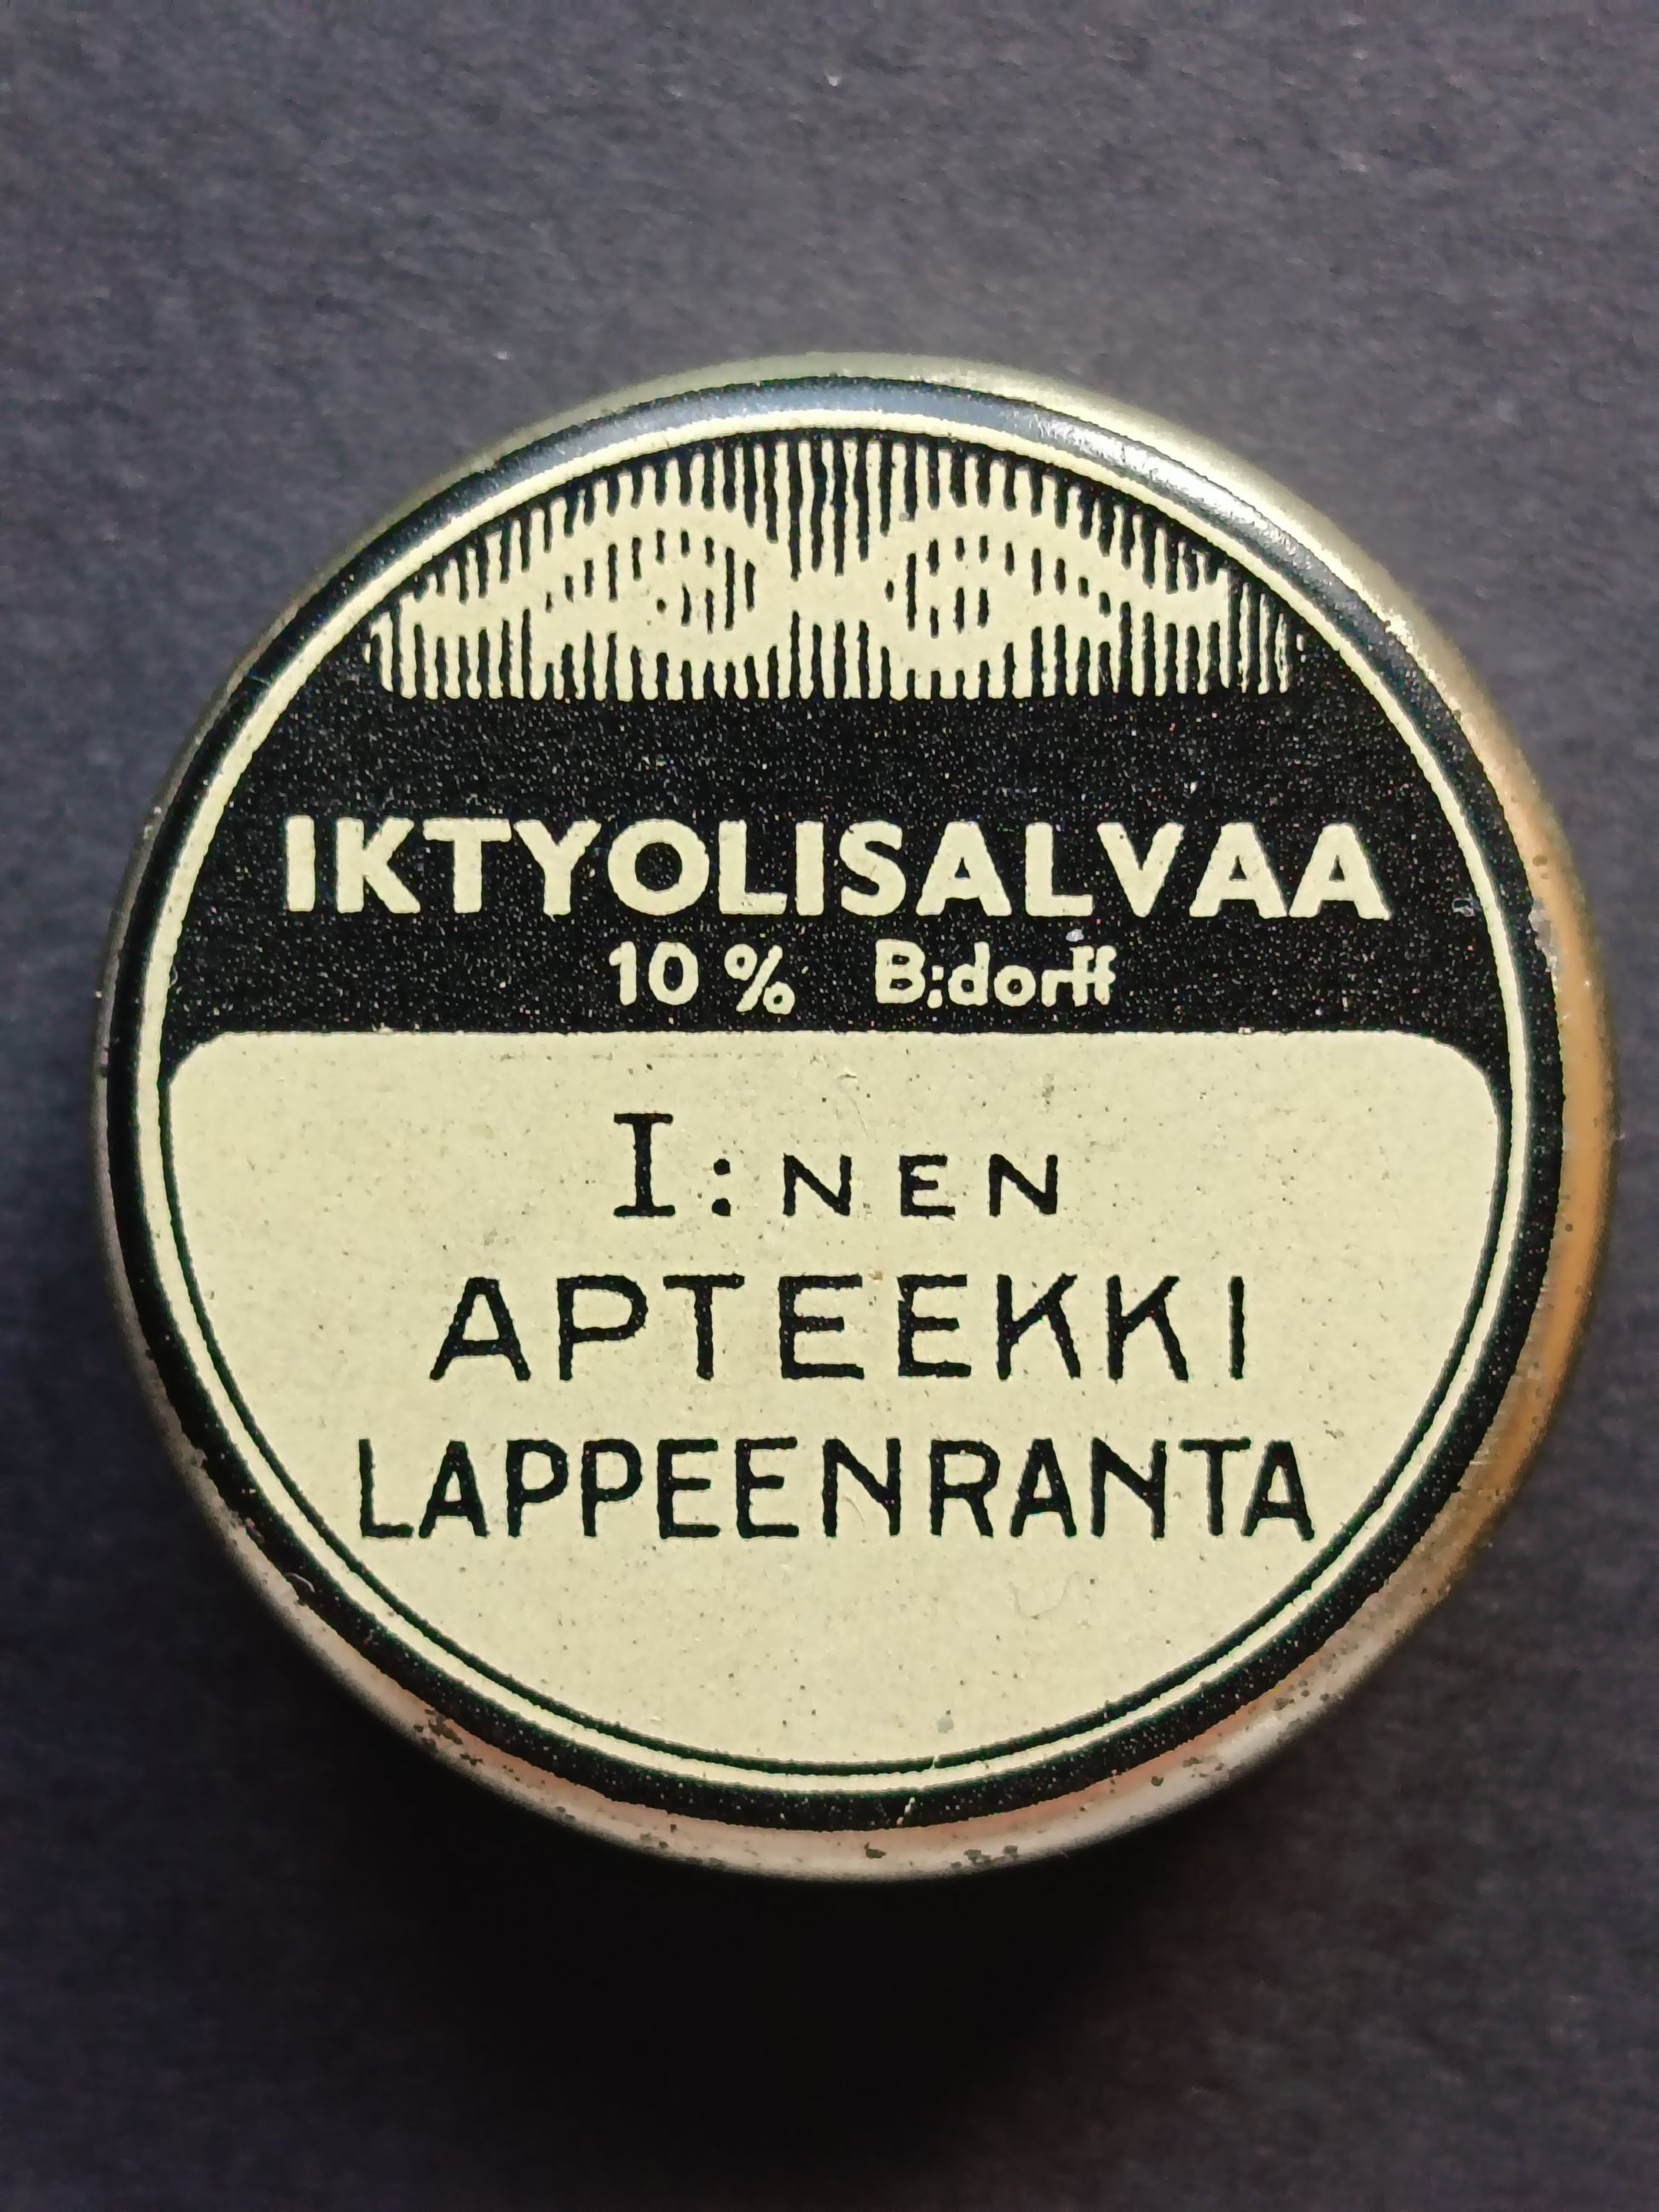 IKTYOLISALVAA
10 % B:dorff
I:NEN
APTEEKKI
LAPPEENRANTA